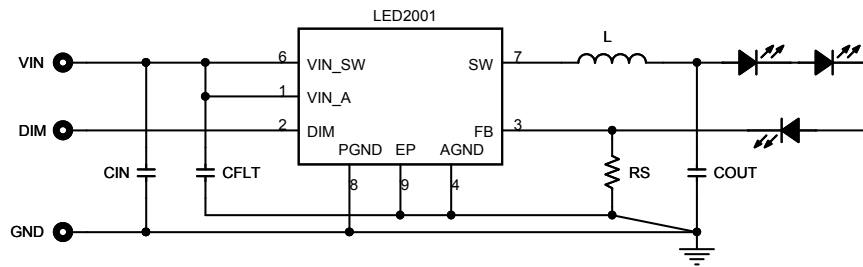 LED2001
VIN
6
VIN_SW
SW
7
L
1
VIN_A
DIM
2
DIM
FB
3
PGND
EP
AGND
CIN
CFLT
8
9
4
RS
COUT
GND